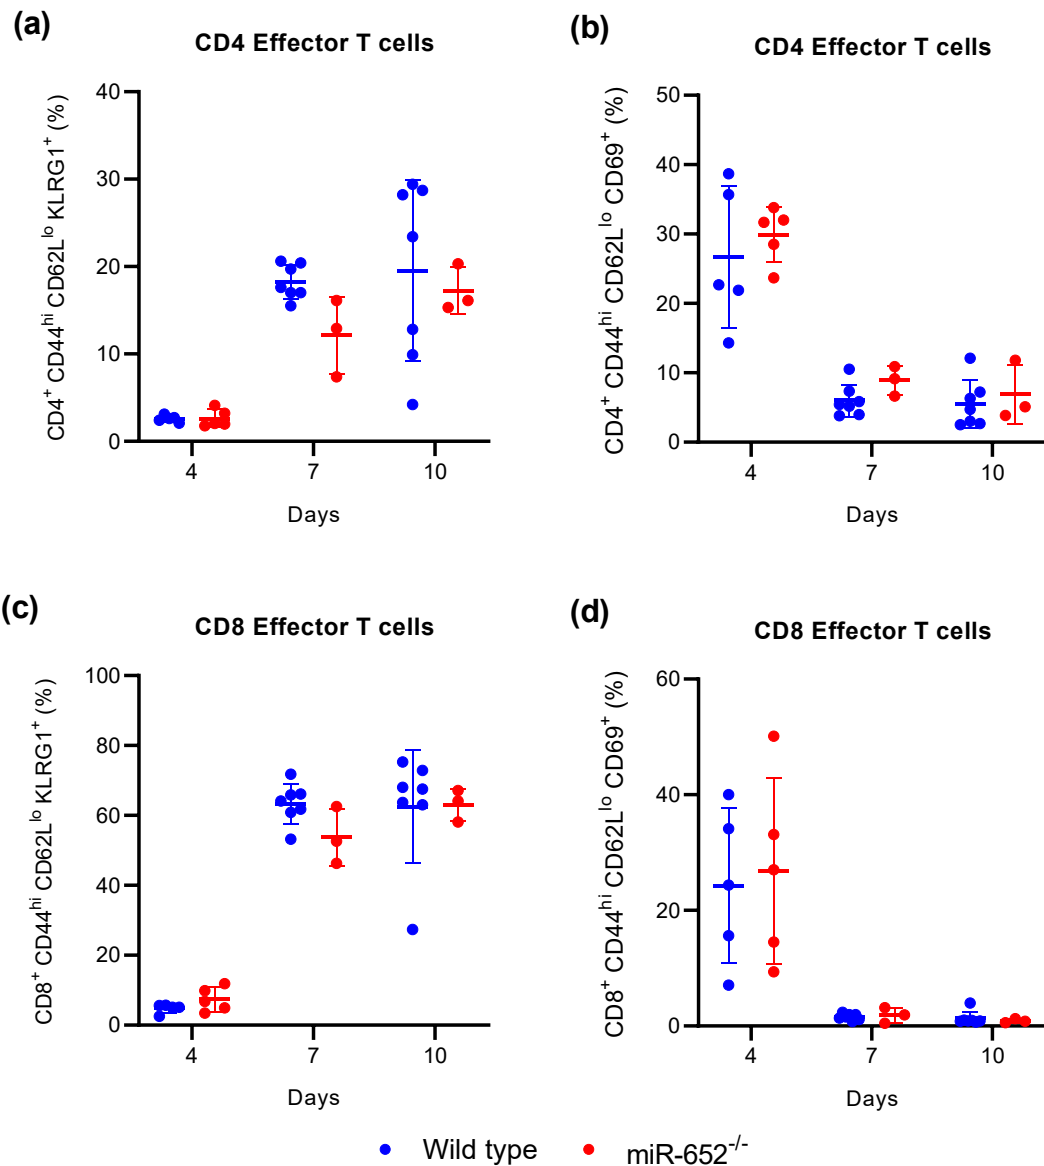 (a)
CD4 Effector T cells
CD4⁺ CD44ʰⁱ CD62Lˡᵒ KLRG1⁺ (%)
40
30
20
10
0
4 7 10
Days
(b)
CD4 Effector T cells
CD4⁺ CD44ʰⁱ CD62Lˡᵒ CD69⁺ (%)
50
40
30
20
10
0
4 7 10
Days
(c)
CD8 Effector T cells
CD8⁺ CD44ʰⁱ CD62Lˡᵒ KLRG1⁺ (%)
100
80
60
40
20
0
4 7 10
Days
(d)
CD8 Effector T cells
CD8⁺ CD44ʰⁱ CD62Lˡᵒ CD69⁺ (%)
60
40
20
0
4 7 10
Days
Wild type miR-652⁻/⁻